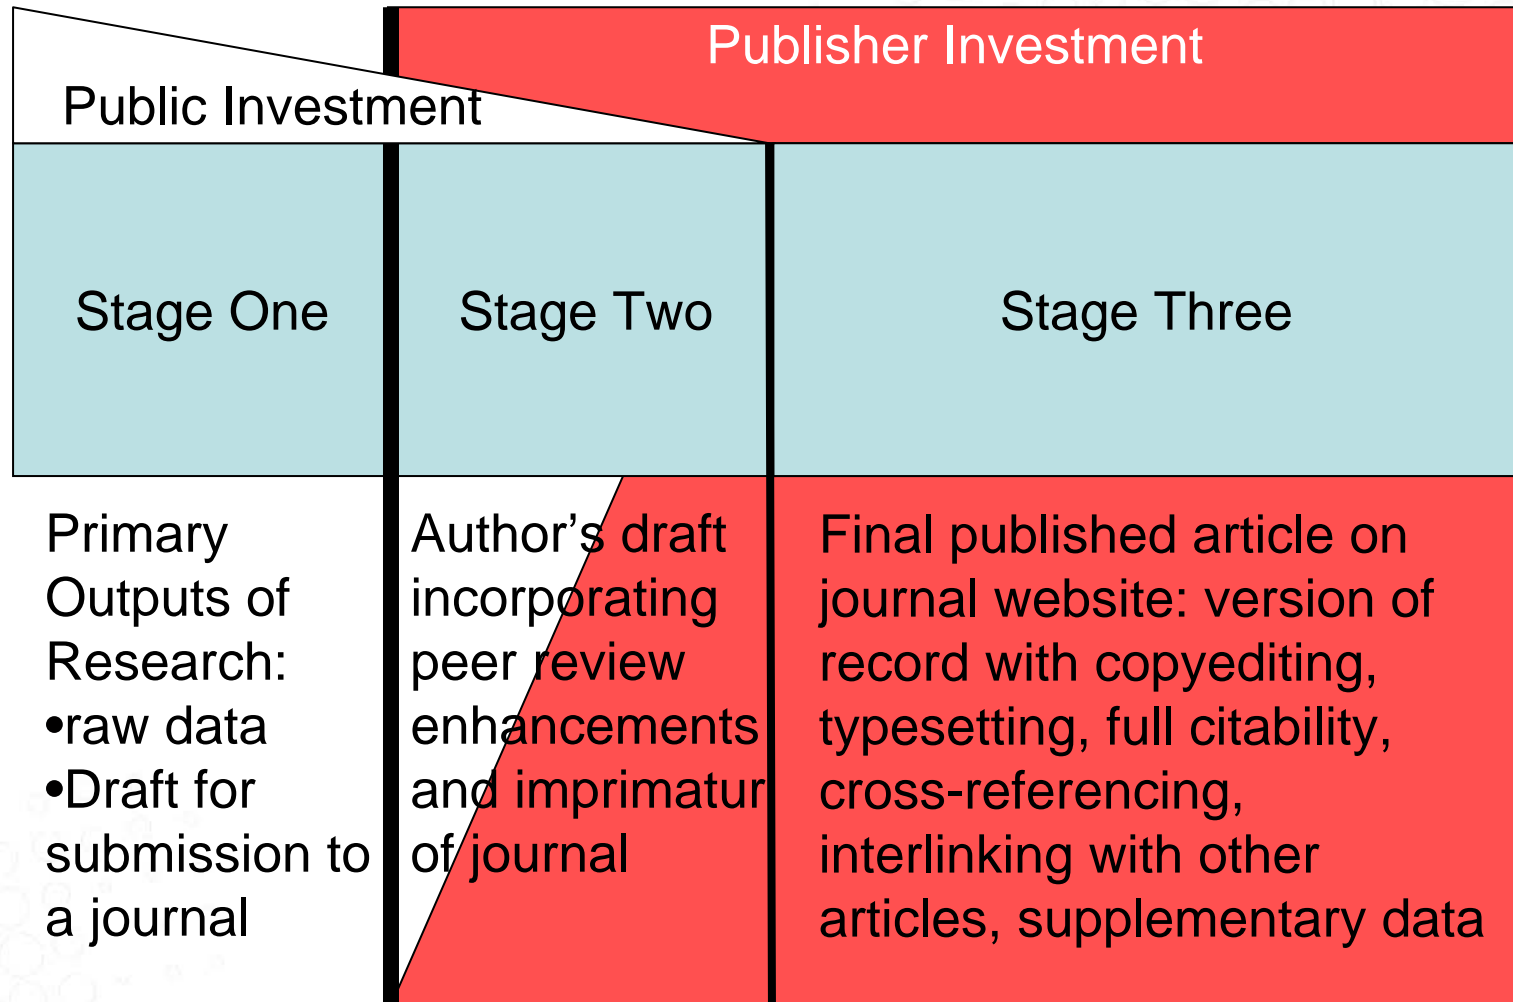 Publisher Investment
Public Investment
Stage One
Stage Two
Stage Three
Primary
Outputs of
Research:
•raw data
•Draft for
submission to
a journal
Author’s draft
incorporating
peer review
enhancements
and imprimatur
of journal
Final published article on
journal website: version of
record with copyediting,
typesetting, full citability,
cross-referencing,
interlinking with other
articles, supplementary data